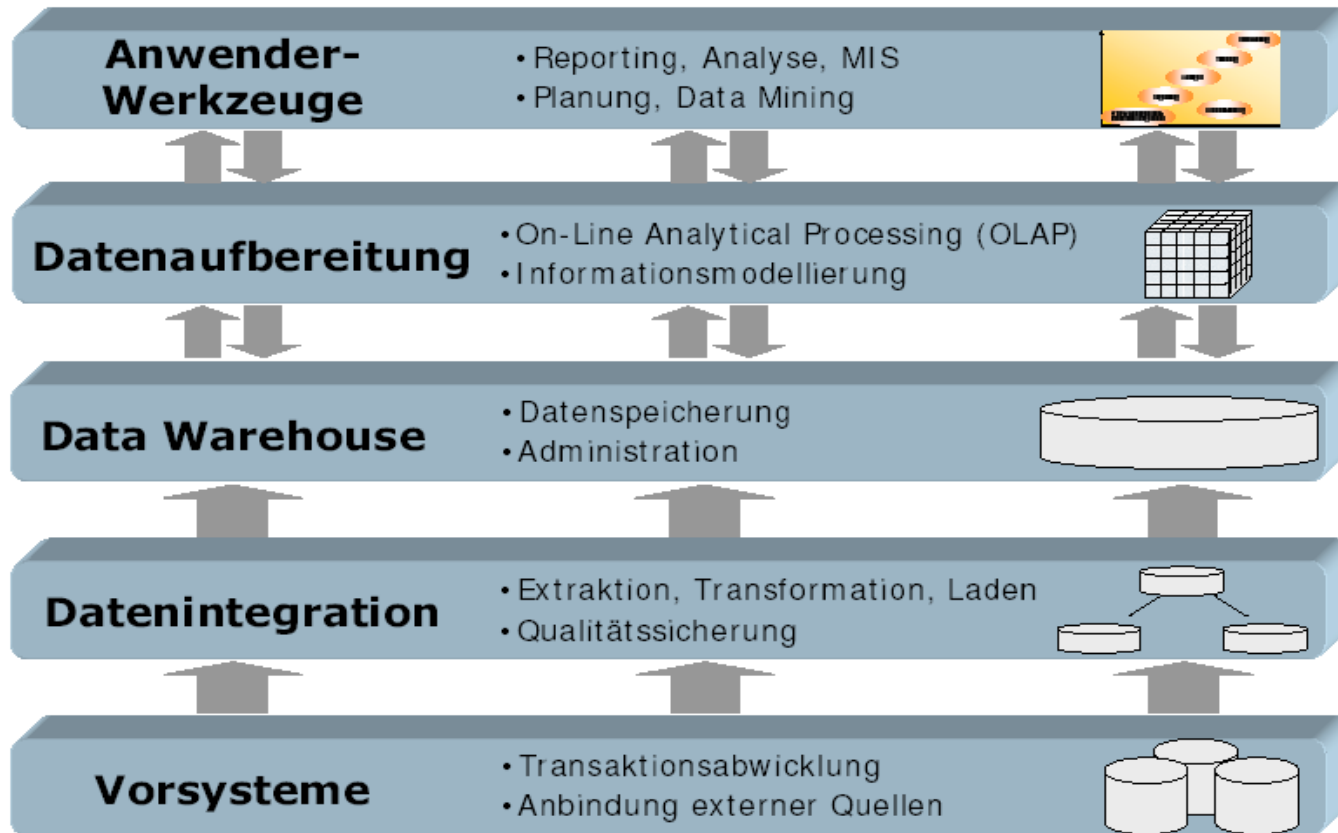 Anwender-
Werkzeuge
• Reporting, Analyse, MIS
• Planung, Data Mining
Datenaufbereitung
• On-Line Analytical Processing (OLAP)
• Informationsmodellierung
Data Warehouse
• Datenspeicherung
• Administration
Datenintegration
• Extraktion, Transformation, Laden
• Qualitätssicherung
Vorsysteme
• Transaktionsabwicklung
• Anbindung externer Quellen